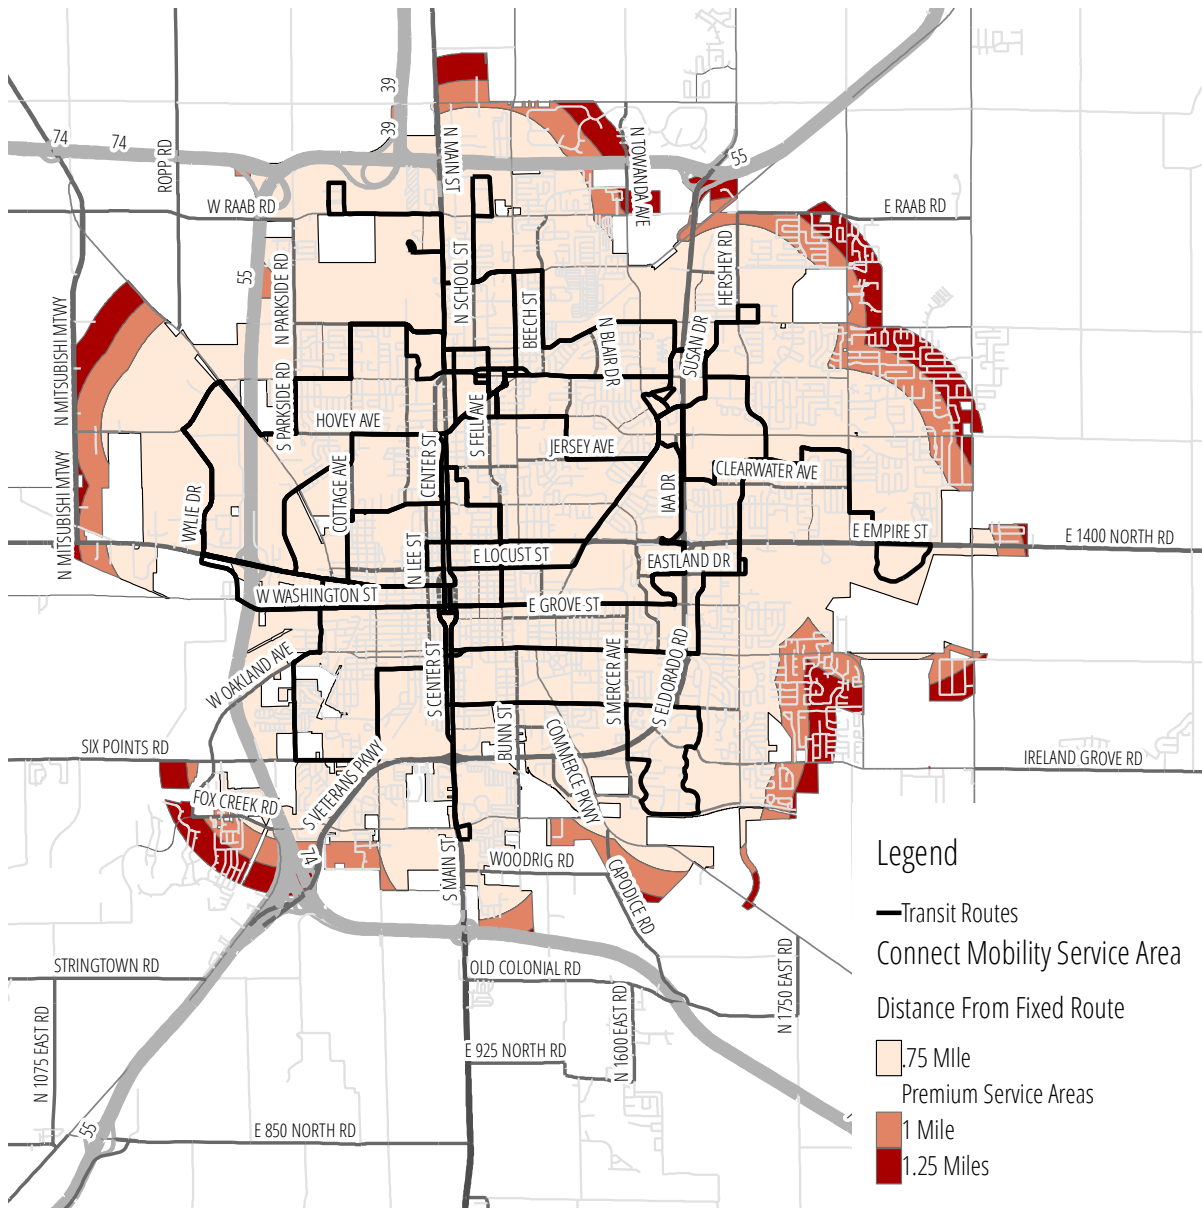 39
74
74
39
55
N TOWANDA AVE
ROPP RD
N MAIN ST
W RAAB RD
E RAAB RD
55
N PARKSIDE RD
N SCHOOL ST
HERSHEY RD
N MITSUBISHI MTWY
BEECH ST
N BLAIR DR
SUSAN DR
S PARKSIDE RD
HOVEY AVE
S FELL AVE
JERSEY AVE
CENTER ST
CLEARWATER AVE
N MITSUBISHI MTWY
WYLIE DR
COTTAGE AVE
IAA DR
E EMPIRE ST
E 1400 NORTH RD
N LEE ST
E LOCUST ST
EASTLAND DR
W WASHINGTON ST
E GROVE ST
W OAKLAND AVE
S CENTER ST
S MERCER AVE
S ELDORADO RD
SIX POINTS RD
BUNN ST
COMMERCE PKWY
IRELAND GROVE RD
S VETERANS PKWY
FOX CREEK RD
74
S MAIN ST
WOODRIG RD
CAPODICE RD
STRINGTOWN RD
OLD COLONIAL RD
N 1750 EAST RD
N 1075 EAST RD
E 925 NORTH RD
N 1600 EAST RD
55
E 850 NORTH RD
Legend
Transit Routes
Connect Mobility Service Area
Distance From Fixed Route
.75 MIle
Premium Service Areas
1 Mile
1.25 Miles